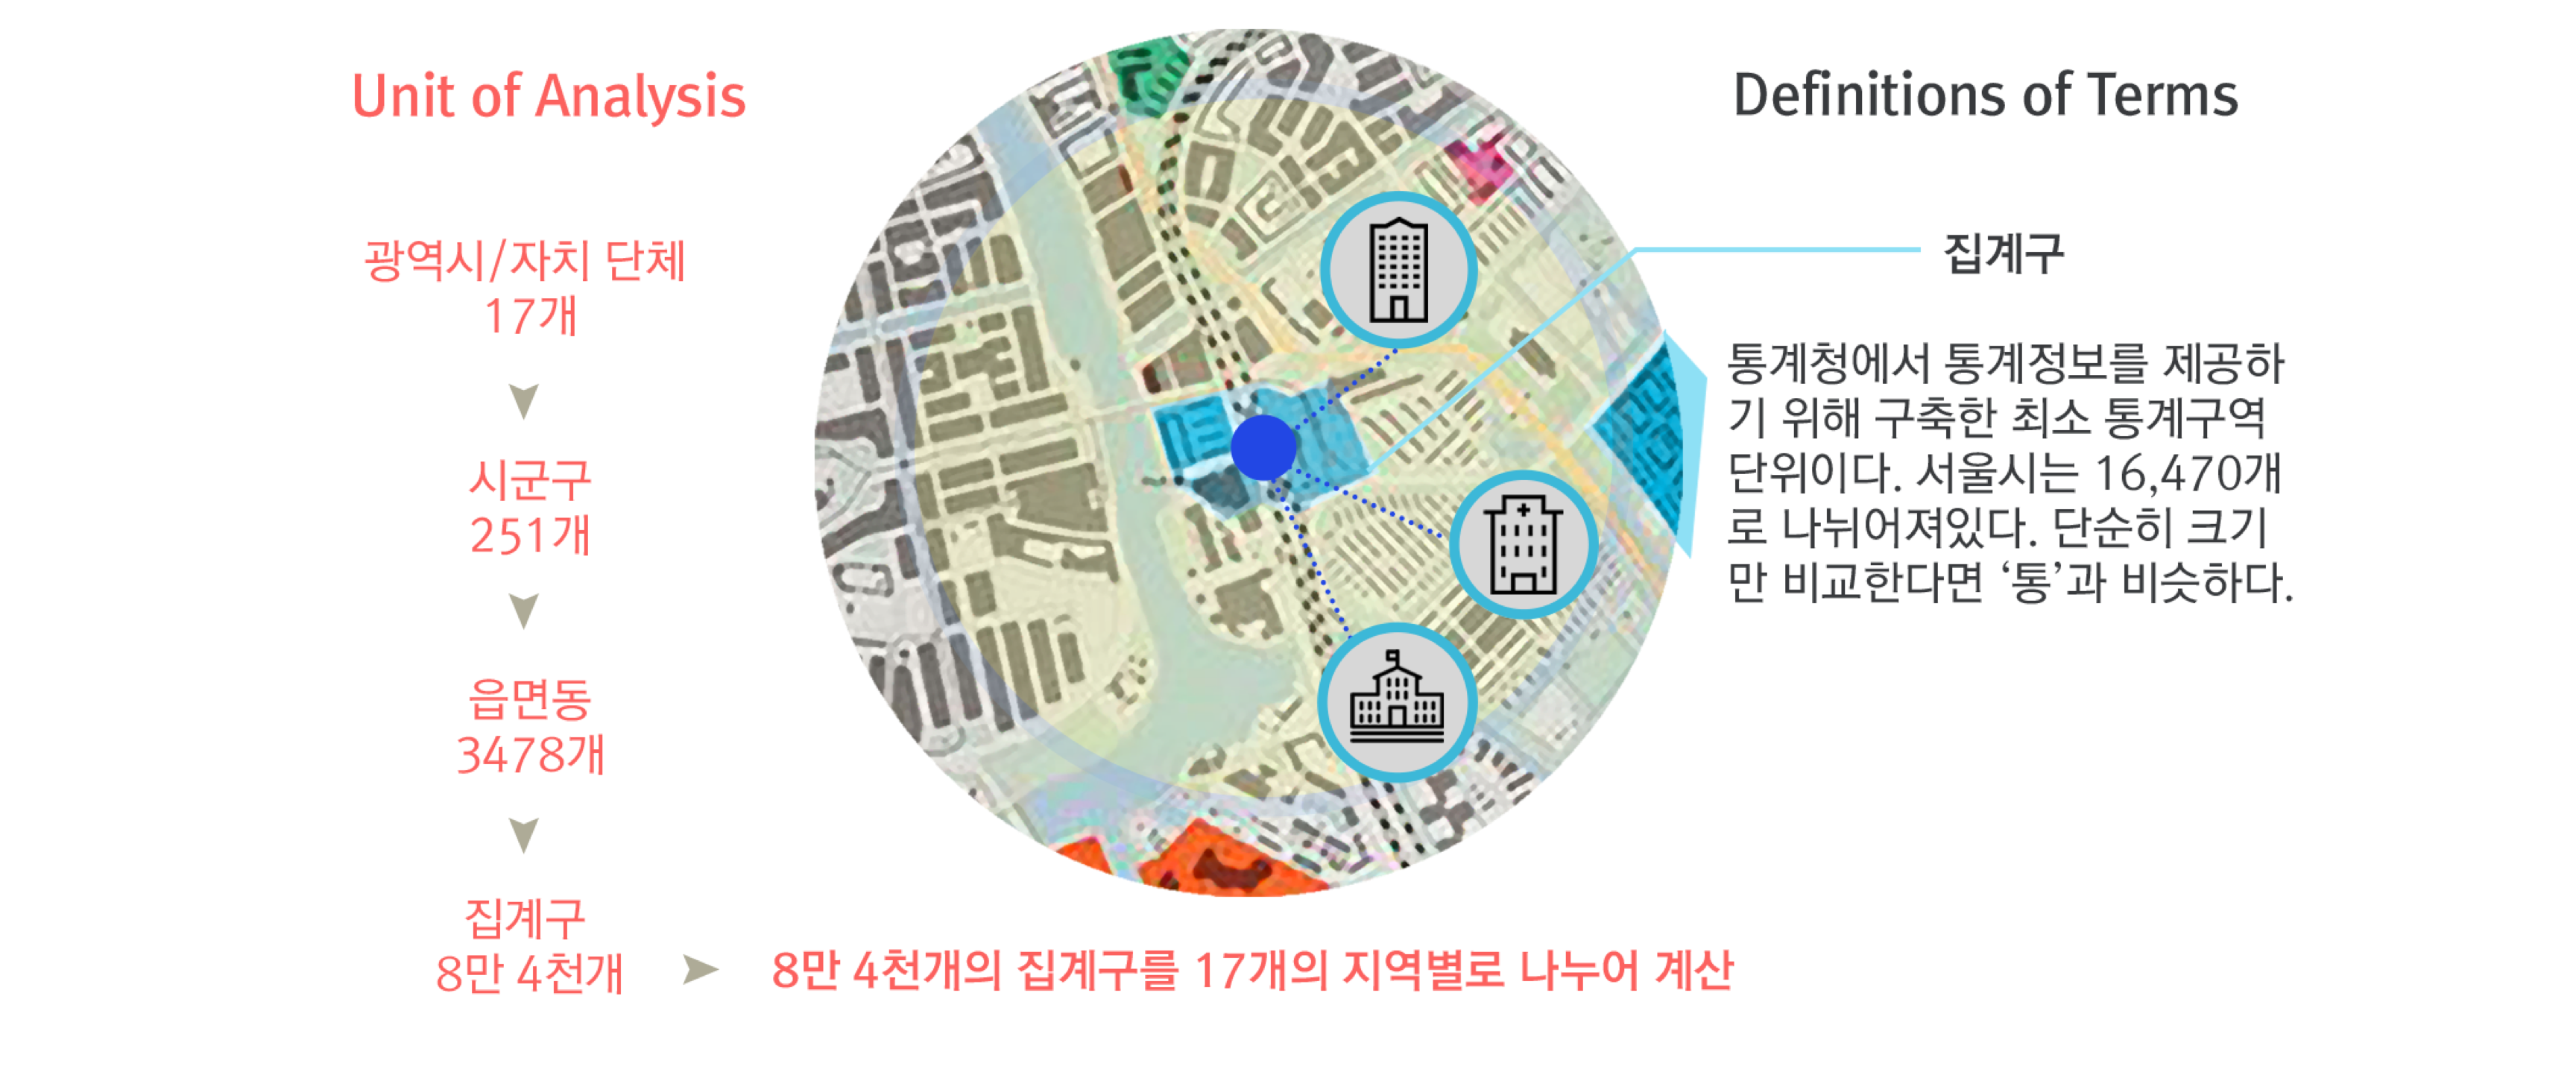 Unit of Analysis
광역시/자치 단체
17개
시군구
251개
읍면동
3478개
집계구
8만 4천개
8만 4천개의 집계구를 17개의 지역별로 나누어 계산
Definitions of Terms
집계구
통계청에서 통계정보를 제공하
기 위해 구축한 최소 통계구역
단위이다. 서울시는 16,470개
로 나뉘어져있다. 단순히 크기
만 비교한다면 ‘통’과 비슷하다.